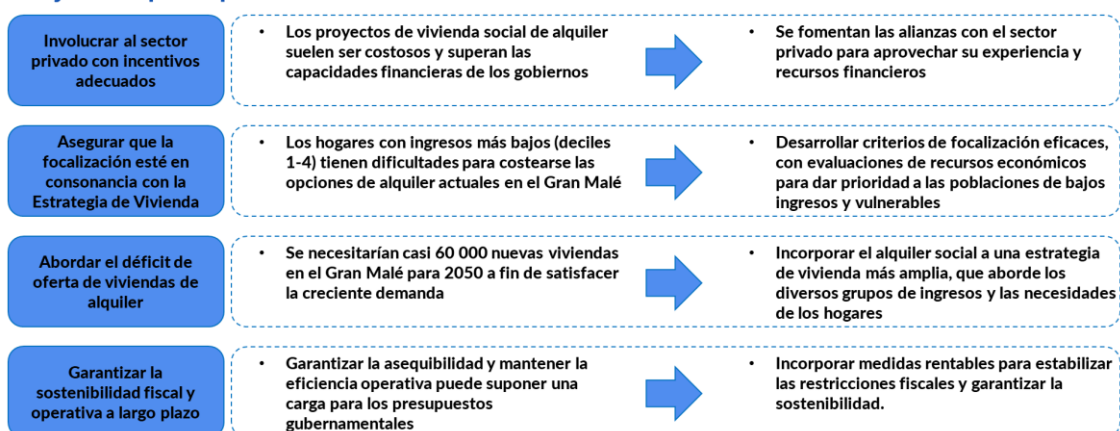 Involucrar al sector
privado con incentivos
adecuados
• Los proyectos de vivienda social de alquiler
suelen ser costosos y superan las
capacidades financieras de los gobiernos
• Se fomentan las alianzas con el sector
privado para aprovechar su experiencia y
recursos financieros
Asegurar que la
focalización esté en
consonancia con la
Estrategia de Vivienda
• Los hogares con ingresos más bajos (deciles
1-4) tienen dificultades para costearse las
opciones de alquiler actuales en el Gran Malé
• Desarrollar criterios de focalización eficaces,
con evaluaciones de recursos económicos
para dar prioridad a las poblaciones de bajos
ingresos y vulnerables
Abordar el déficit de
oferta de viviendas de
alquiler
• Se necesitarían casi 60 000 nuevas viviendas
en el Gran Malé para 2050 a fin de satisfacer
la creciente demanda
• Incorporar el alquiler social a una estrategia
de vivienda más amplia, que aborde los
diversos grupos de ingresos y las necesidades
de los hogares
Garantizar la
sostenibilidad fiscal y
operativa a largo plazo
• Garantizar la asequibilidad y mantener la
eficiencia operativa puede suponer una
carga para los presupuestos
gubernamentales
• Incorporar medidas rentables para estabilizar
las restricciones fiscales y garantizar la
sostenibilidad.